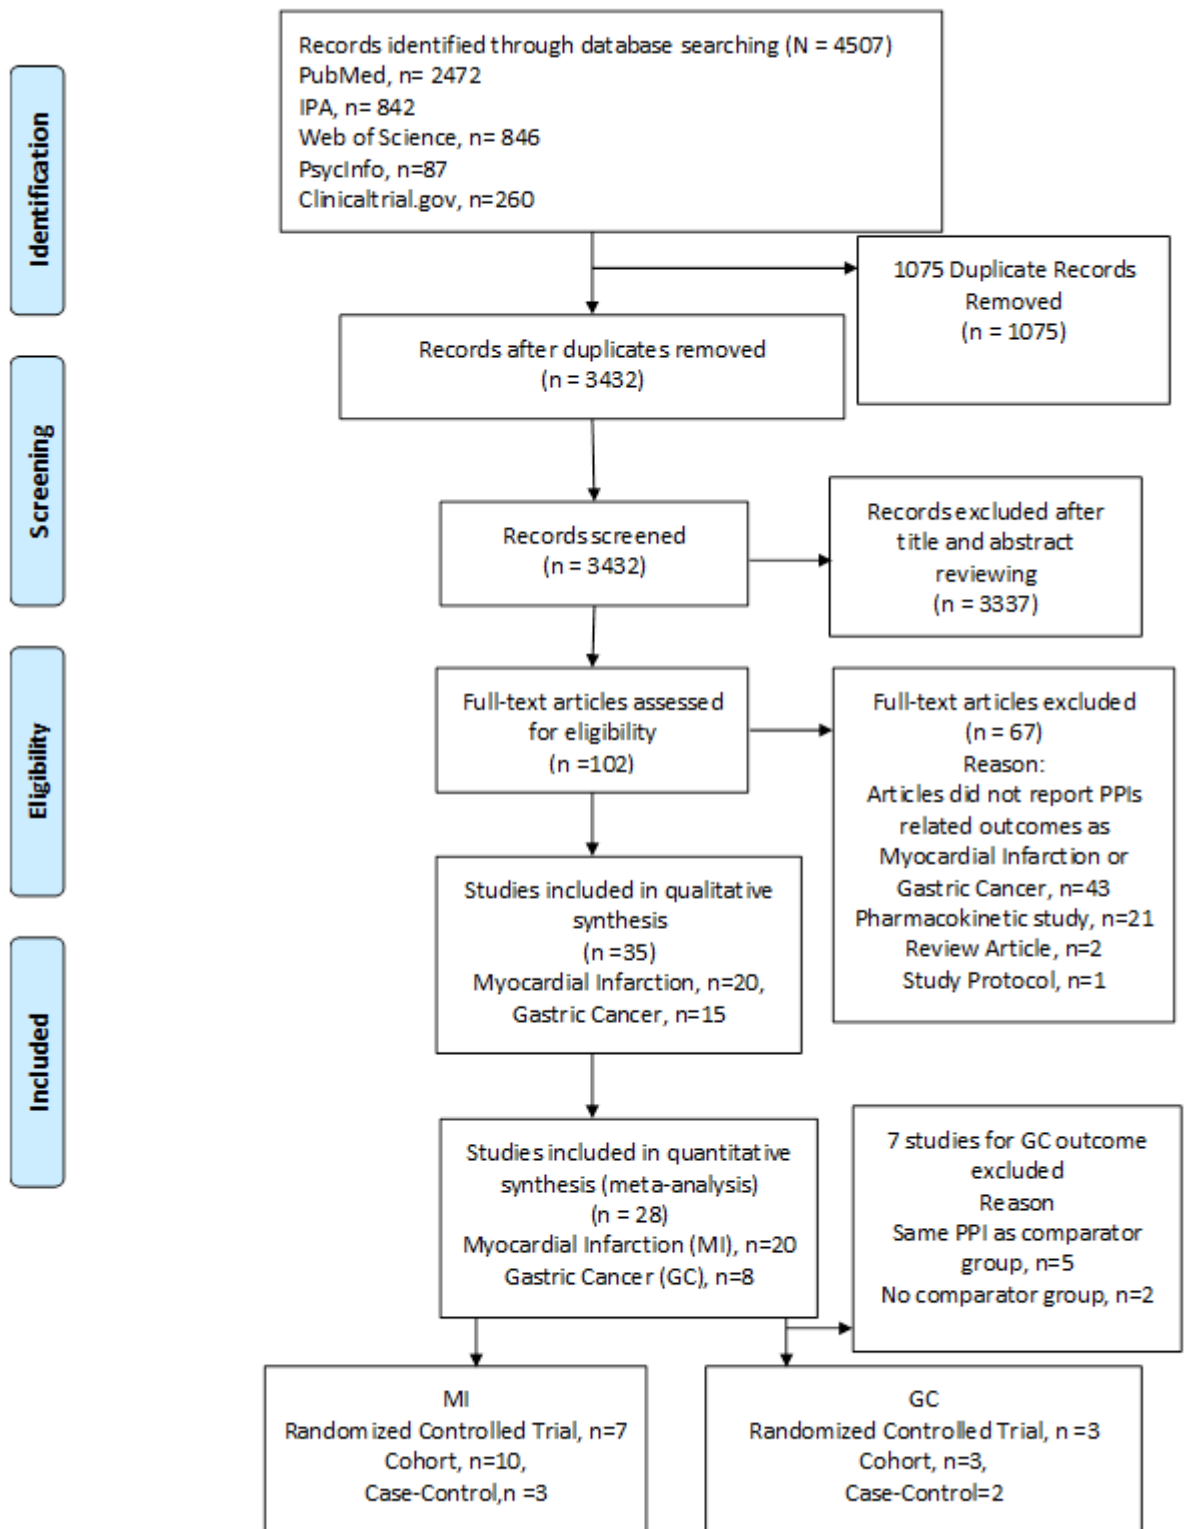 Identification
Records identified through database searching (N = 4507)
PubMed, n= 2472
IPA, n= 842
Web of Science, n= 846
PsycInfo, n=87
Clinicaltrial.gov, n=260
1075 Duplicate Records
Removed
(n = 1075)
Records after duplicates removed
(n = 3432)
Screening
Records screened
(n = 3432)
Records excluded after
title and abstract
reviewing
(n = 3337)
Eligibility
Full-text articles assessed
for eligibility
(n =102)
Full-text articles excluded
(n = 67)
Reason:
Articles did not report PPIs
related outcomes as
Myocardial Infarction or
Gastric Cancer, n=43
Pharmacokinetic study, n=21
Review Article, n=2
Study Protocol, n=1
Studies included in qualitative
synthesis
(n =35)
Myocardial Infarction, n=20,
Gastric Cancer, n=15
Included
Studies included in quantitative
synthesis (meta-analysis)
(n = 28)
Myocardial Infarction (MI), n=20
Gastric Cancer (GC), n=8
7 studies for GC outcome
excluded
Reason
Same PPI as comparator
group, n=5
No comparator group, n=2
MI
Randomized Controlled Trial, n=7
Cohort, n=10,
Case-Control,n =3
GC
Randomized Controlled Trial, n =3
Cohort, n=3,
Case-Control=2